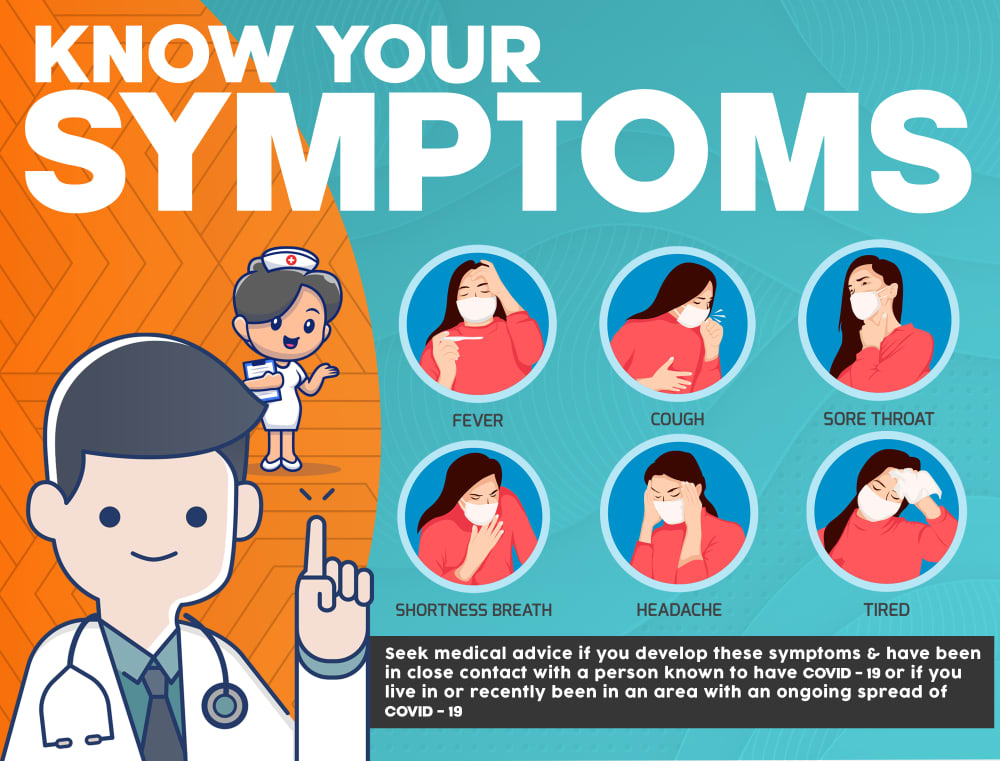 KNOW YOUR
SYMPTOMS
FEVER
COUGH
SORE THROAT
SHORTNESS BREATH
HEADACHE
TIRED
Seek medical advice if you develop these symptoms & have been
in close contact with a person known to have COVID - 19 or if you
live in or recently been in an area with an ongoing spread of
COVID - 19